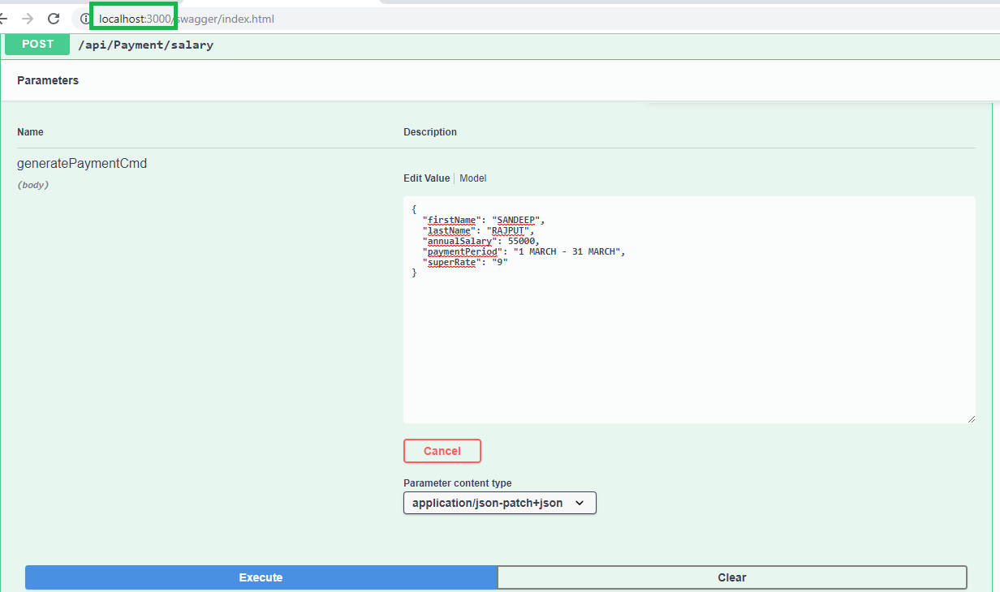 localhost:3000/swagger/index.html
POST /api/Payment/salary
Parameters
Name Description
generatePaymentCmd
(body)
Edit Value Model
{
"firstName": "SANDEEP",
"lastName": "RAJPUT",
"annualSalary": 55000,
"paymentPeriod": "1 MARCH - 31 MARCH",
"superRate": "9"
}
Cancel
Parameter content type
application/json-patch+json
Execute Clear